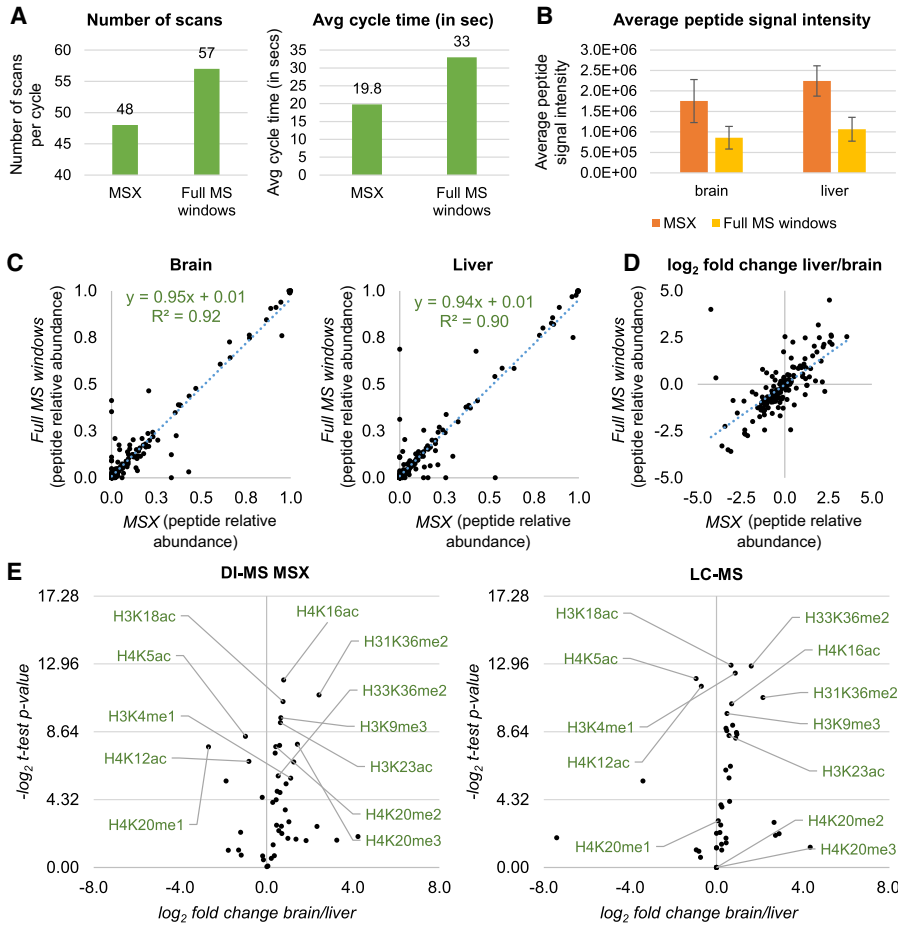 A
Number of scans
Number of scans
per cycle
60
55
50
45
40
48
57
MSX
Full MS
windows
Avg cycle time (in sec)
Avg cycle time (in secs)
35
30
25
20
15
10
5
0
19.8
33
MSX
Full MS
windows
B
Average peptide signal intensity
Average peptide
signal intensity
3.0E+06
2.5E+06
2.0E+06
1.5E+06
1.0E+06
5.0E+05
0.0E+00
brain
liver
MSX
Full MS windows
C
Brain
Full MS windows
(peptide relative abundance)
1.0
0.8
0.5
0.3
0.0
y = 0.95x + 0.01
R² = 0.92
0.0
0.3
0.5
0.8
1.0
MSX (peptide relative
abundance)
Liver
Full MS windows
(peptide relative abundance)
1.0
0.8
0.5
0.3
0.0
y = 0.94x + 0.01
R² = 0.90
0.0
0.3
0.5
0.8
1.0
MSX (peptide relative
abundance)
D
log₂ fold change liver/brain
Full MS windows
(peptide relative abundance)
5.0
2.5
0.0
-2.5
-5.0
-5.0
-2.5
0.0
2.5
5.0
MSX (peptide relative
abundance)
E
DI-MS MSX
-log₂ t-test p-value
17.28
12.96
8.64
4.32
0.00
H3K18ac
H4K16ac
H4K5ac
H31K36me2
H33K36me2
H3K4me1
H3K9me3
H4K12ac
H3K23ac
H4K20me1
H4K20me2
H4K20me3
-8.0
-4.0
0.0
4.0
8.0
log₂ fold change brain/liver
LC-MS
17.28
12.96
8.64
4.32
0.00
H3K18ac
H33K36me2
H4K5ac
H4K16ac
H31K36me2
H3K4me1
H3K9me3
H4K12ac
H3K23ac
H4K20me1
H4K20me2
H4K20me3
-8.0
-4.0
0.0
4.0
8.0
log₂ fold change brain/liver